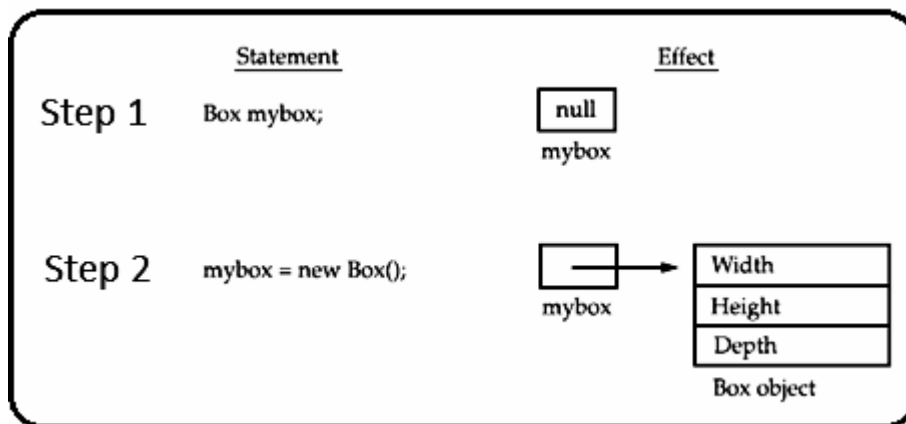 Statement Effect
Step 1 Box mybox; null
mybox
Step 2 mybox = new Box(); Width
mybox Height
Depth
Box object